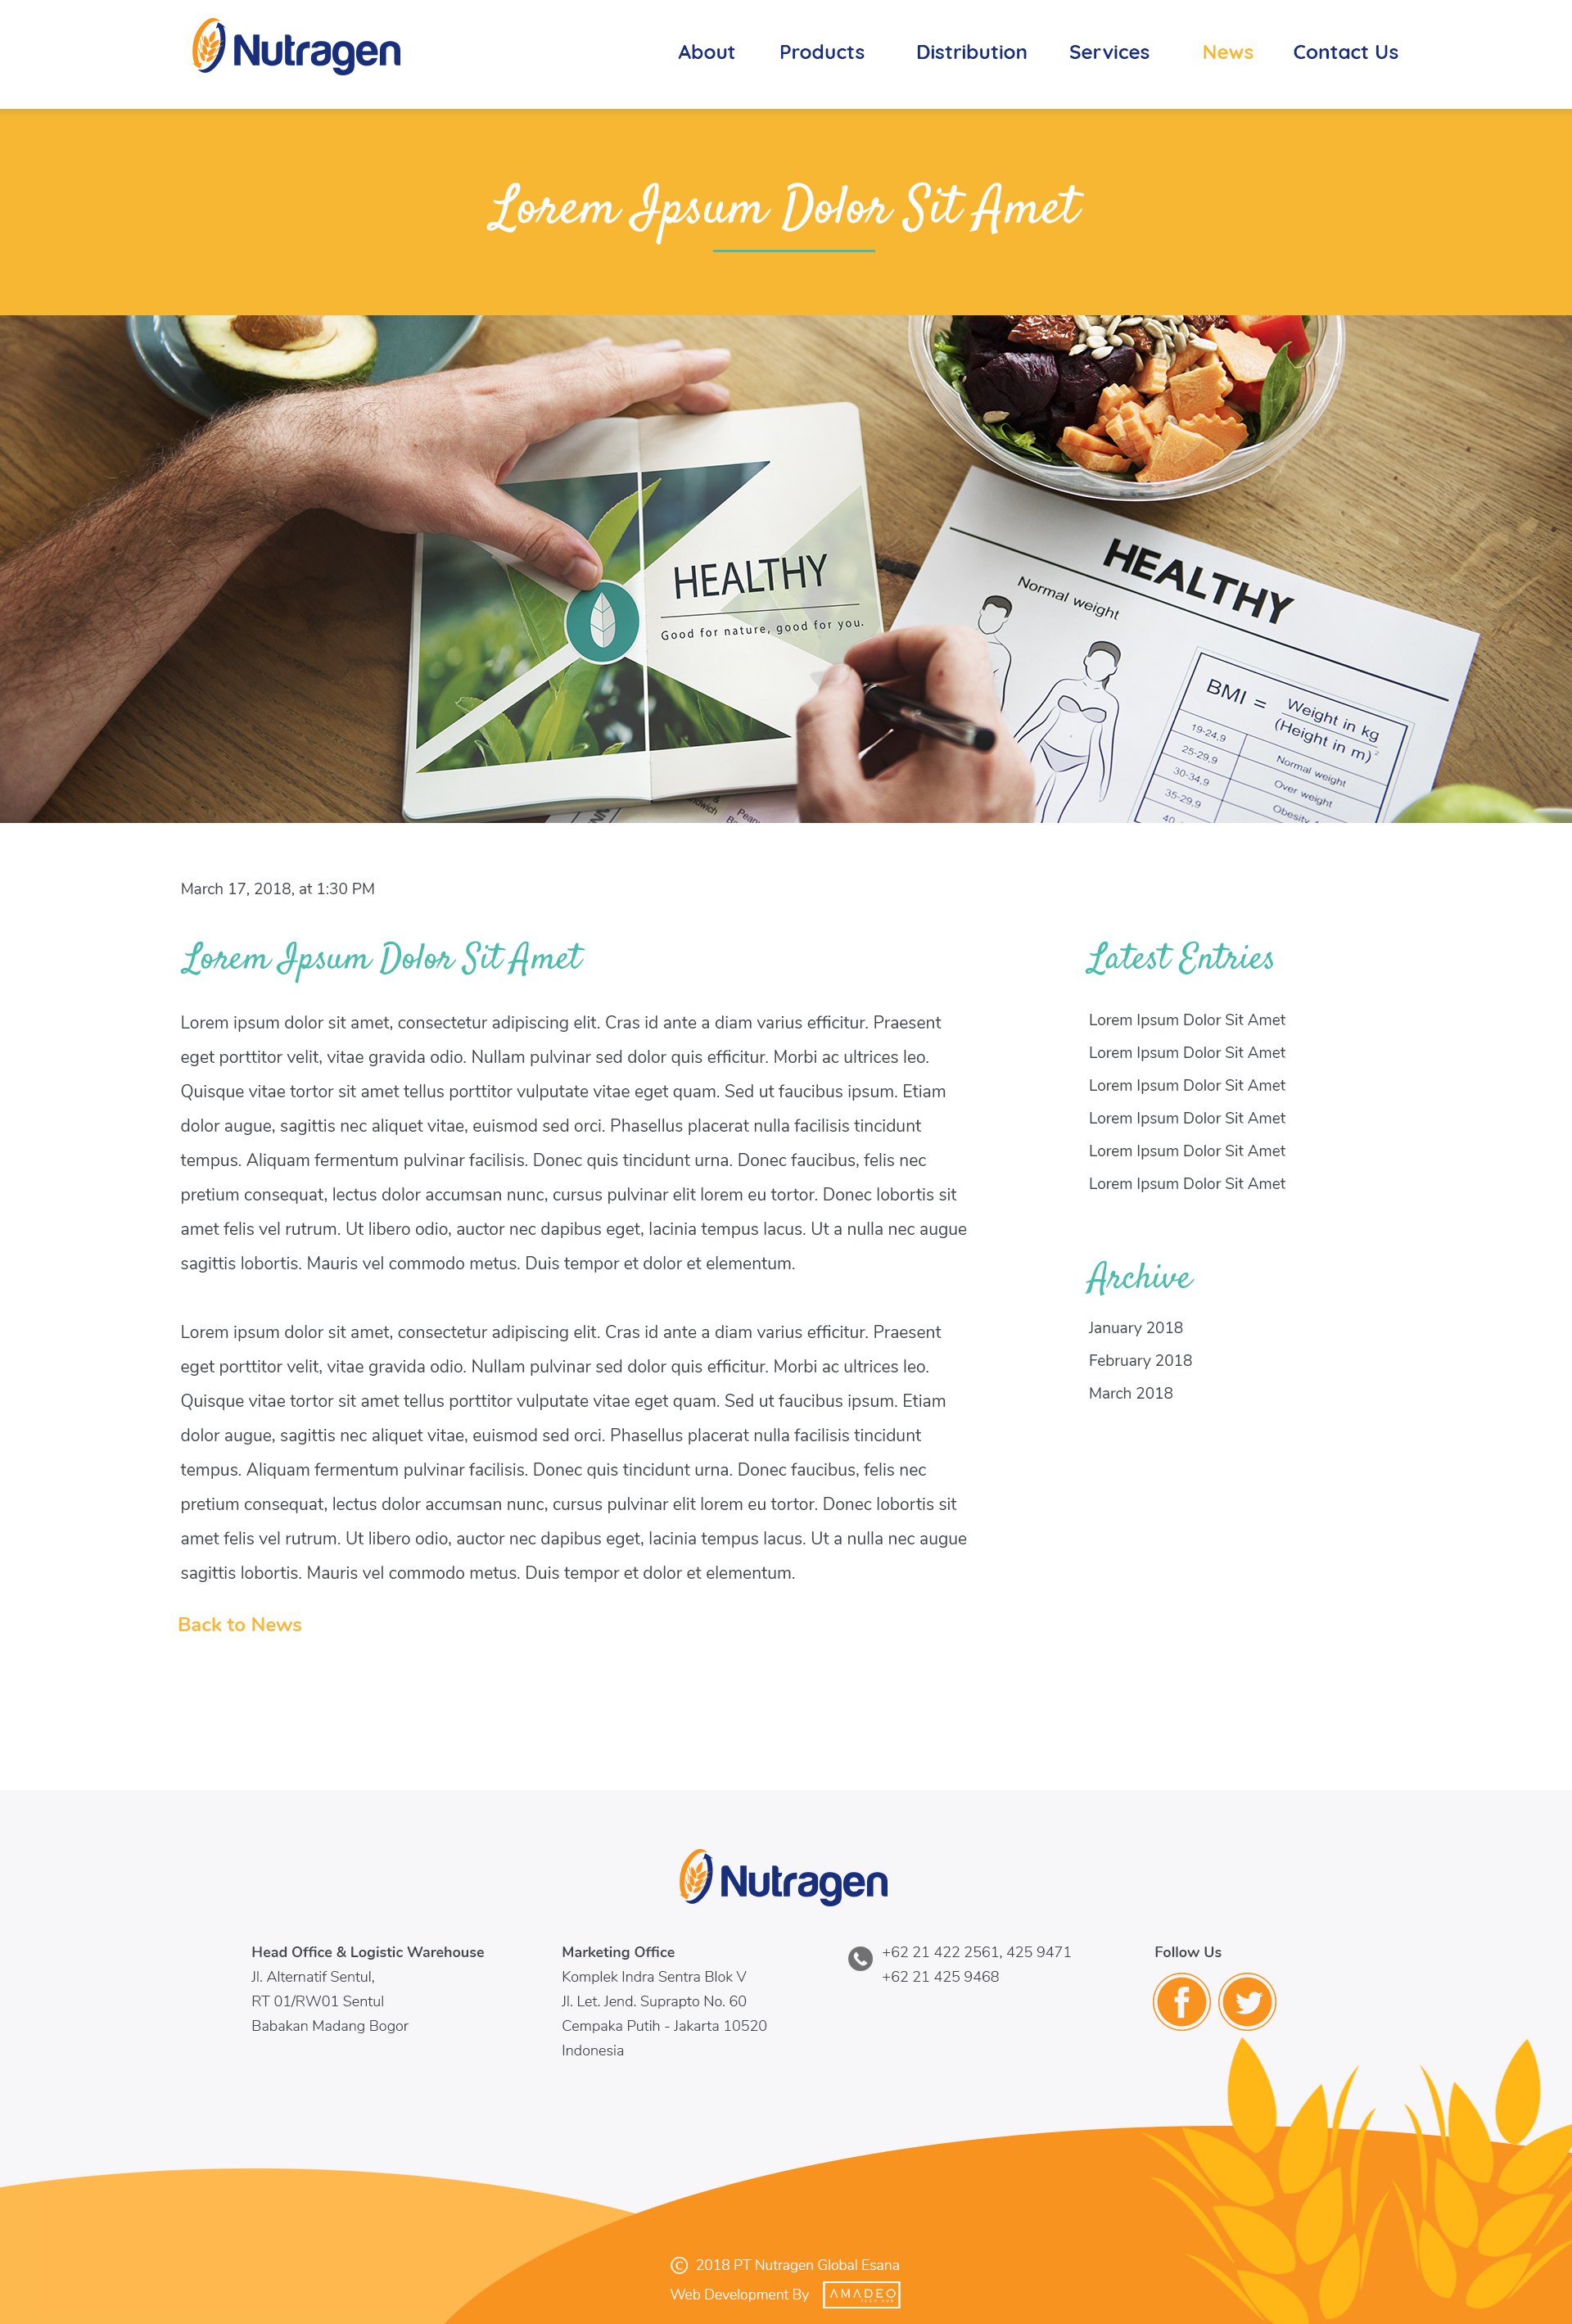 Nutragen
About Products Distribution Services News Contact Us
Lorem Ipsum Dolor Sit Amet
HEALTHY
Good for nature, good for you.
HEALTHY
Normal weight
BMI = Weight in kg
(Height in m)²
19-24,9 Normal weight
25-29,9 Over weight
30-34,9 Obesity
35-29,9
40
March 17, 2018, at 1:30 PM
Lorem Ipsum Dolor Sit Amet
Lorem ipsum dolor sit amet, consectetur adipiscing elit. Cras id ante a diam varius efficitur. Praesent
eget porttitor velit, vitae gravida odio. Nullam pulvinar sed dolor quis efficitur. Morbi ac ultrices leo.
Quisque vitae tortor sit amet tellus porttitor vulputate vitae eget quam. Sed ut faucibus ipsum. Etiam
dolor augue, sagittis nec aliquet vitae, euismod sed orci. Phasellus placerat nulla facilisis tincidunt
tempus. Aliquam fermentum pulvinar facilisis. Donec quis tincidunt urna. Donec faucibus, felis nec
pretium consequat, lectus dolor accumsan nunc, cursus pulvinar elit lorem eu tortor. Donec lobortis sit
amet felis vel rutrum. Ut libero odio, auctor nec dapibus eget, lacinia tempus lacus. Ut a nulla nec augue
sagittis lobortis. Mauris vel commodo metus. Duis tempor et dolor et elementum.
Lorem ipsum dolor sit amet, consectetur adipiscing elit. Cras id ante a diam varius efficitur. Praesent
eget porttitor velit, vitae gravida odio. Nullam pulvinar sed dolor quis efficitur. Morbi ac ultrices leo.
Quisque vitae tortor sit amet tellus porttitor vulputate vitae eget quam. Sed ut faucibus ipsum. Etiam
dolor augue, sagittis nec aliquet vitae, euismod sed orci. Phasellus placerat nulla facilisis tincidunt
tempus. Aliquam fermentum pulvinar facilisis. Donec quis tincidunt urna. Donec faucibus, felis nec
pretium consequat, lectus dolor accumsan nunc, cursus pulvinar elit lorem eu tortor. Donec lobortis sit
amet felis vel rutrum. Ut libero odio, auctor nec dapibus eget, lacinia tempus lacus. Ut a nulla nec augue
sagittis lobortis. Mauris vel commodo metus. Duis tempor et dolor et elementum.
Back to News
Latest Entries
Lorem Ipsum Dolor Sit Amet
Lorem Ipsum Dolor Sit Amet
Lorem Ipsum Dolor Sit Amet
Lorem Ipsum Dolor Sit Amet
Lorem Ipsum Dolor Sit Amet
Lorem Ipsum Dolor Sit Amet
Archive
January 2018
February 2018
March 2018
Nutragen
Head Office & Logistic Warehouse
Jl. Alternatif Sentul,
RT 01/RW01 Sentul
Babakan Madang Bogor
Marketing Office
Komplek Indra Sentra Blok V
Jl. Let. Jend. Suprapto No. 60
Cempaka Putih - Jakarta 10520
Indonesia
+62 21 422 2561, 425 9471
+62 21 425 9468
Follow Us
© 2018 PT Nutragen Global Esana
Web Development By AMADEO